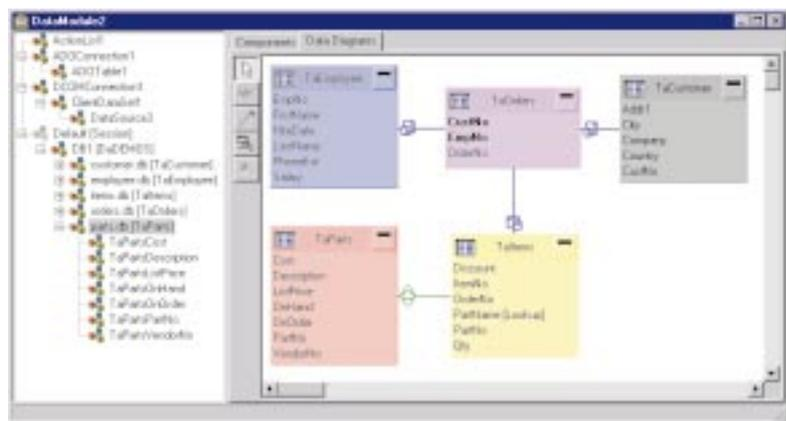 DataModule2
ActionList1
ADOConnection1
ADOTable1
DCOMConnection1
ClientDataSet1
DataSource3
Default {Session}
DB1 {DbDEMOS}
customer.db {TaCustomer}
employee.db {TaEmployee}
items.db {TaItems}
orders.db {TaOrders}
parts.db {TaParts}
TaPartsCost
TaPartsDescription
TaPartsListPrice
TaPartsOnHand
TaPartsOnOrder
TaPartsPartNo
TaPartsVendorNo
Components
Data Diagrams
TaEmployee
EmpNo
FirstName
HireDate
LastName
PhoneExt
Salary
TaOrders
CustNo
EmpNo
OrderNo
TaCustomer
Addr1
City
Company
Country
CustNo
TaParts
Cost
Description
ListPrice
OnHand
OnOrder
PartNo
VendorNo
TaItems
Discount
ItemNo
OrderNo
PartName {Lookup}
PartNo
Qty